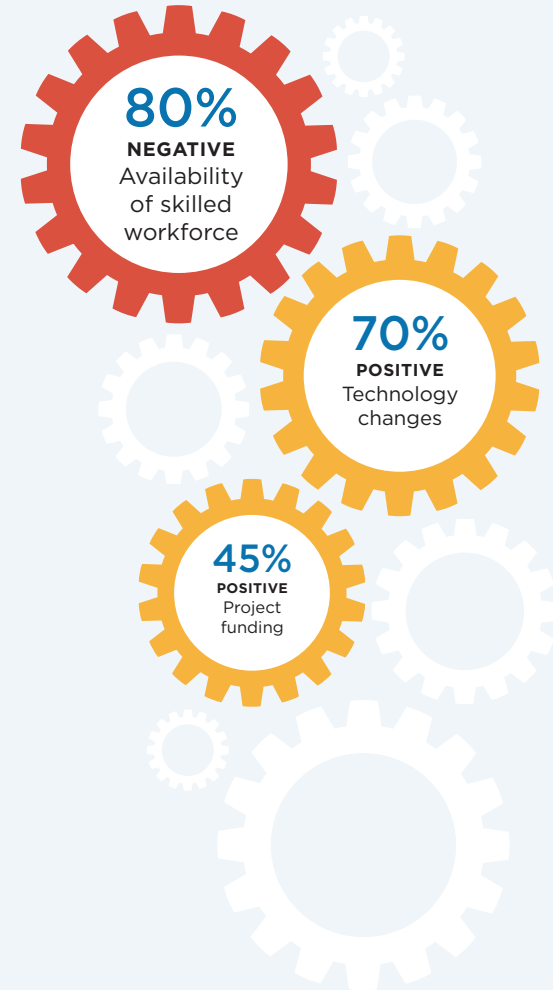 80%
NEGATIVE
Availability
of skilled
workforce
70%
POSITIVE
Technology
changes
45%
POSITIVE
Project
funding